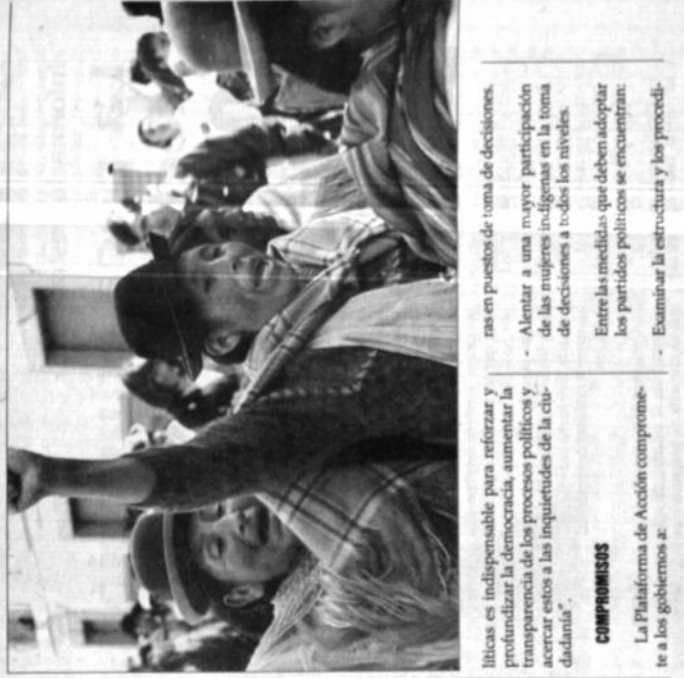 líticas es indispensable para reforzar y
profundizar la democracia, aumentar la
transparencia de los procesos políticos y
acercar estos a las inquietudes de la ciu-
dadanía".
COMPROMISOS
La Plataforma de Acción comprome-
te a los gobiernos a:
ras en puestos de toma de decisiones.
- Alentar a una mayor participación
de las mujeres indígenas en la toma
de decisiones a todos los niveles.
Entre las medidas que deben adoptar
los partidos políticos se encuentran:
- Examinar la estructura y los procedi-